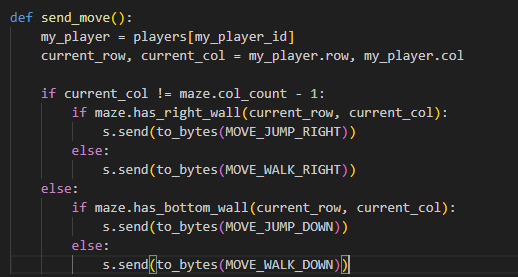 def send_move():
    my_player = players[my_player_id]
    current_row, current_col = my_player.row, my_player.col

    if current_col != maze.col_count - 1:
        if maze.has_right_wall(current_row, current_col):
            s.send(to_bytes(MOVE_JUMP_RIGHT))
        else:
            s.send(to_bytes(MOVE_WALK_RIGHT))
    else:
        if maze.has_bottom_wall(current_row, current_col):
            s.send(to_bytes(MOVE_JUMP_DOWN))
        else:
            s.send(to_bytes(MOVE_WALK_DOWN))